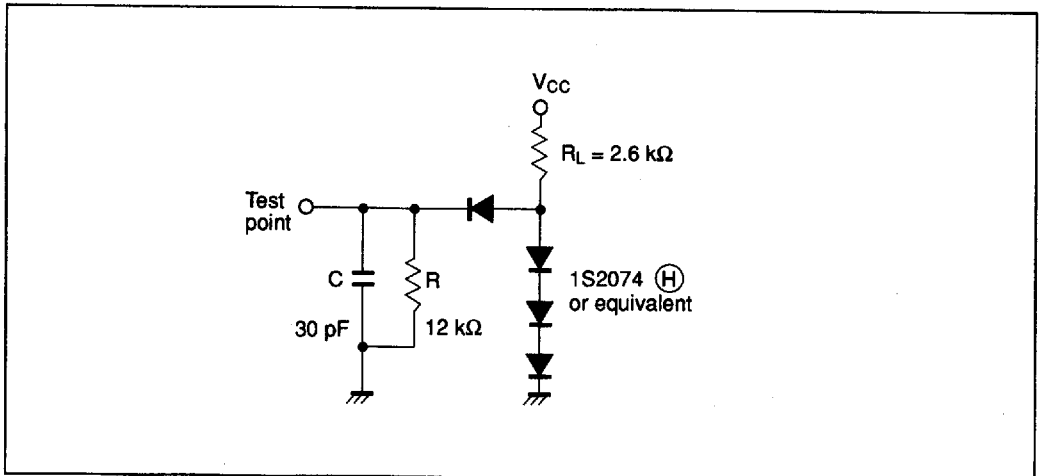 VCC
RL = 2.6 kΩ
Test
point
C
R
1S2074 Ⓗ
or equivalent
30 pF
12 kΩ